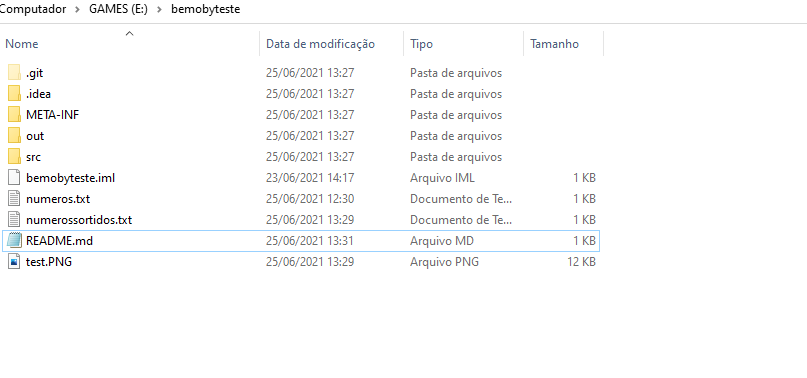 Computador > GAMES (E:) > bemobyteste
Nome Data de modificação Tipo Tamanho
.git 25/06/2021 13:27 Pasta de arquivos
.idea 25/06/2021 13:27 Pasta de arquivos
META-INF 25/06/2021 13:27 Pasta de arquivos
out 25/06/2021 13:27 Pasta de arquivos
src 25/06/2021 13:27 Pasta de arquivos
bemobyteste.iml 23/06/2021 14:17 Arquivo IML 1 KB
numeros.txt 25/06/2021 12:30 Documento de Te... 1 KB
numerossortidos.txt 25/06/2021 13:29 Documento de Te... 1 KB
README.md 25/06/2021 13:31 Arquivo MD 1 KB
test.PNG 25/06/2021 13:29 Arquivo PNG 12 KB